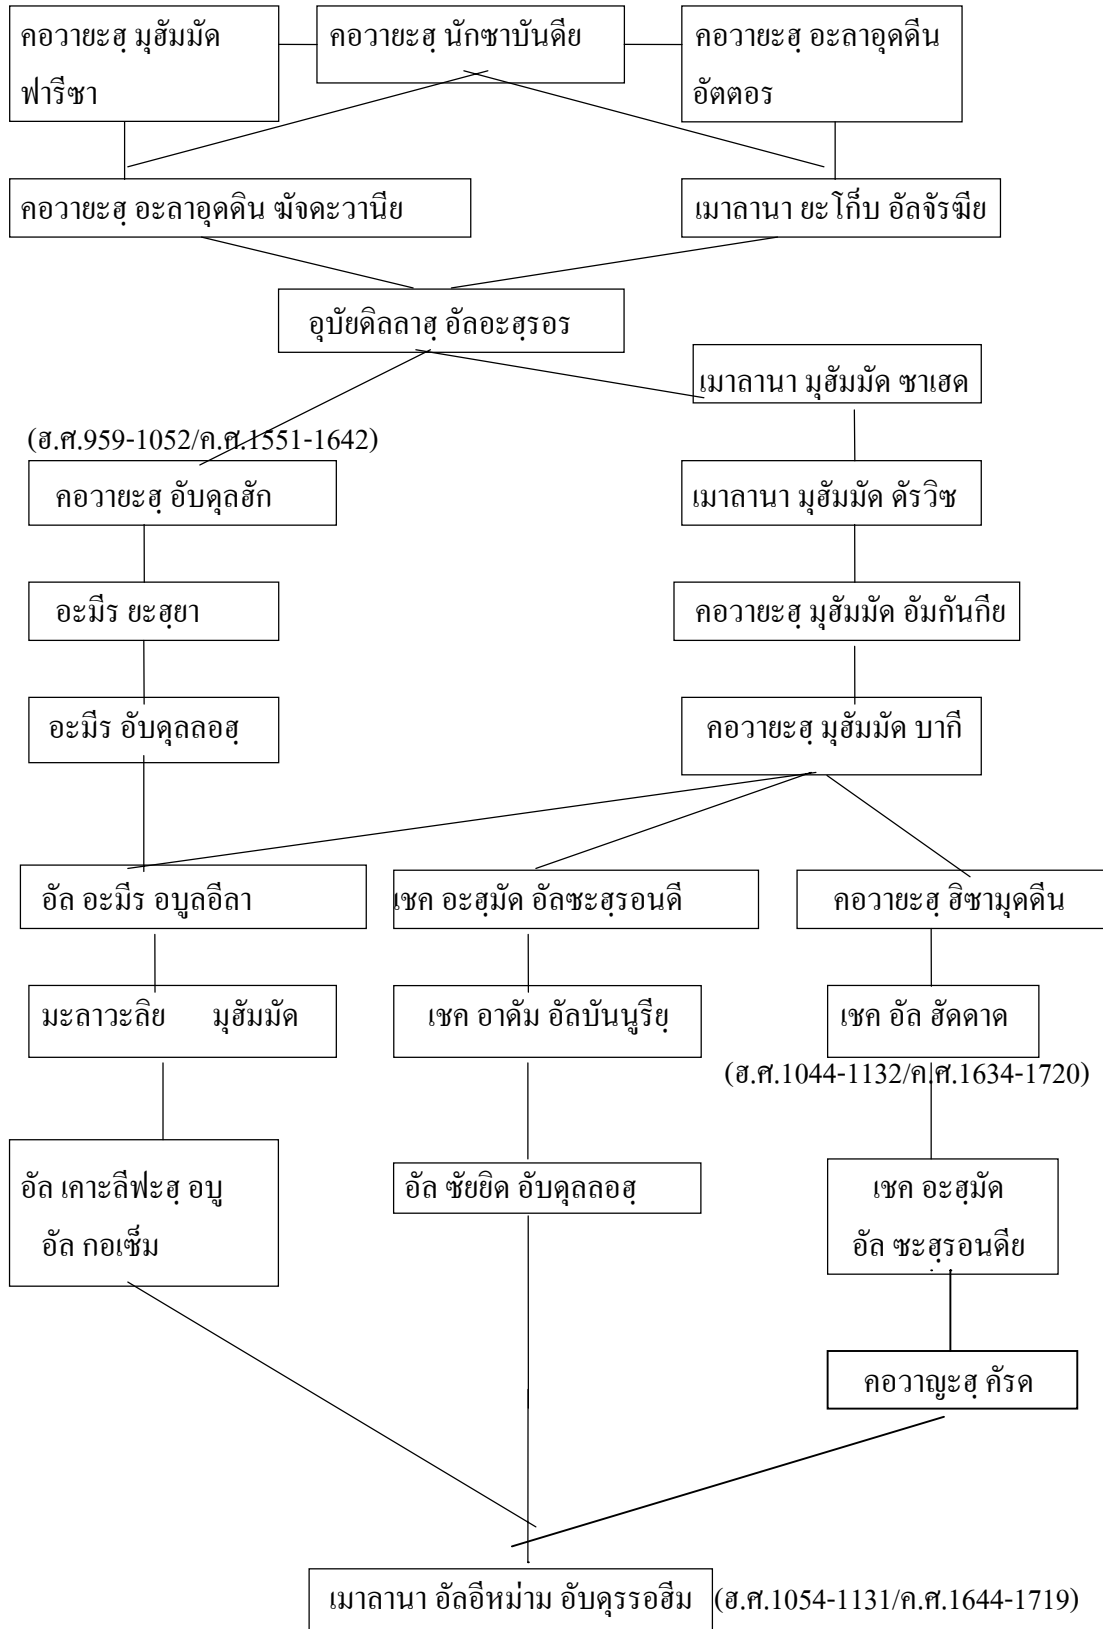 คอวายะฮฺ มุฮัมมัด
ฟารีซา
คอวายะฮฺ นักซาบันดีย
คอวายะฮฺ อะลาอุดดีน
อัตตอร
คอวายะฮฺ อะลาอุดดิน ฆัจดะวานีย
เมาลานา ยะโก็บ อัลจัรฆีย
อุบัยดิลลาฮฺ อัลอะฮฺรอร
เมาลานา มุฮัมมัด ซาเฮด
(ฮ.ศ.959-1052/ค.ศ.1551-1642)
คอวายะฮฺ อับดุลฮัก
เมาลานา มุฮัมมัด ดัรวิซ
อะมีร ยะฮฺยา
คอวายะฮฺ มุฮัมมัด อัมกันกีย
อะมีร อับดุลลอฮฺ
คอวายะฮฺ มุฮัมมัด บากี
อัล อะมีร อบูลอีลา
เชค อะฮฺมัด อัลซะฮฺรอนดี
คอวายะฮฺ ฮิซามุดดีน
มะลาวะลิย มุฮัมมัด
เชค อาดัม อัลบันนูรียฺ
เชค อัล ฮัดดาด
(ฮ.ศ.1044-1132/ค.ศ.1634-1720)
อัล เคาะลีฟะฮฺ อบู
อัล กอเซ็ม
อัล ซัยยิด อับดุลลอฮฺ
เชค อะฮฺมัด
อัล ซะฮฺรอนดีย
คอวาญะฮฺ คัรด
เมาลานา อัลอีหม่าม อับดุรรอฮีม (ฮ.ศ.1054-1131/ค.ศ.1644-1719)